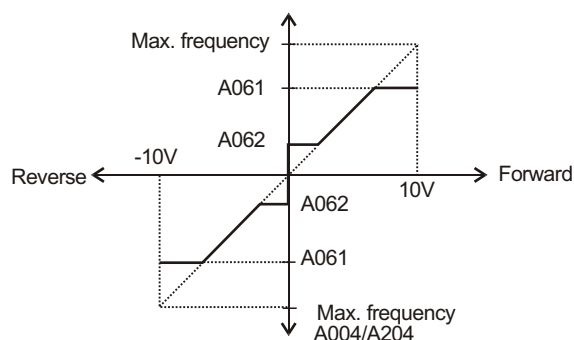 Max. frequency
A061
A062
-10V
Reverse
Forward
10V
A062
A061
Max. frequency
A004/A204